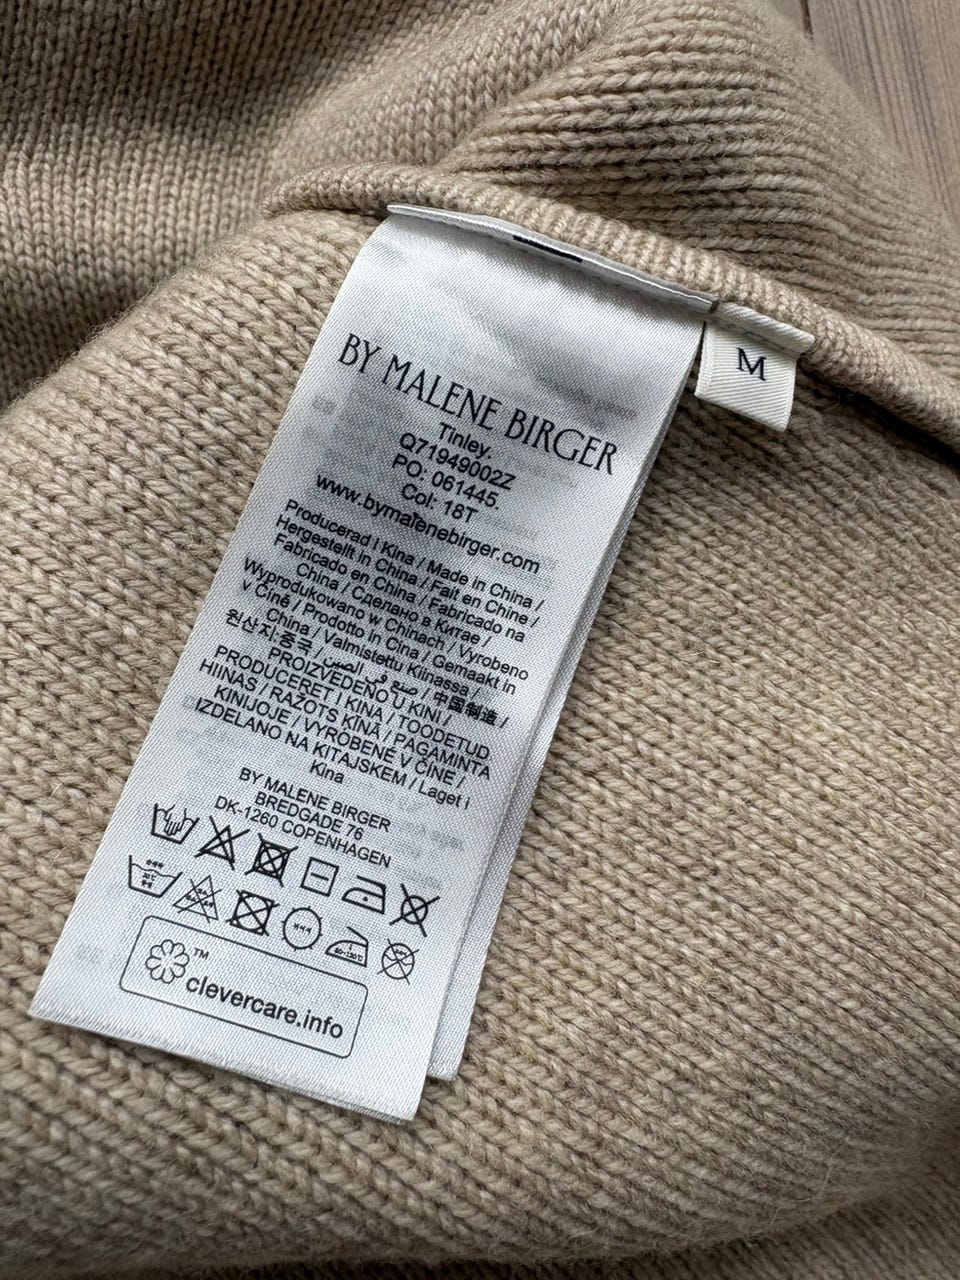 BY MALENE BIRGER
M
Tinley.
Q71949002Z
PO: 061445.
Col: 18T
www.bymalenebirger.com
Producerad I Kina / Made in China /
Hergestellt in China / Fait en Chine /
Fabricado en China / Fabricado na
China / Сделано в Китае /
Wyprodukowano w Chinach / Vyrobeno
v Číně / Prodotto in Cina / Gemaakt in
China / Valmistettu Kiinassa /
원산지:중국 / صنع في الصين / 中国制造 /
PROIZVEDENO U KINI /
PRODUCERET I KINA / TOODETUD
HIINAS / RAŽOTS ĶĪNĀ / PAGAMINTA
KINIJOJE / VYROBENÉ V ČÍNE /
IZDELANO NA KITAJSKEM / Laget i
Kina
BY MALENE BIRGER
BREDGADE 76
DK-1260 COPENHAGEN
TM
clevercare.info